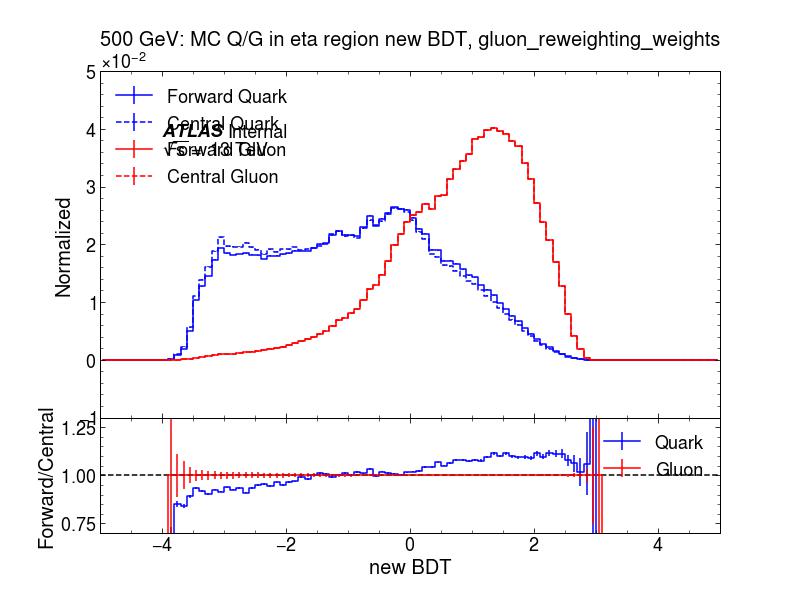 500 GeV: MC Q/G in eta region new BDT, gluon_reweighting_weights
×10⁻²
5
4
3
2
1
0
−1
Normalized
Forward Quark
Central Quark
ATLAS Internal
√s = 13 TeV
Forward Gluon
Central Gluon
1.25
1.00
0.75
Forward/Central
Quark
Gluon
−4 −2 0 2 4
new BDT